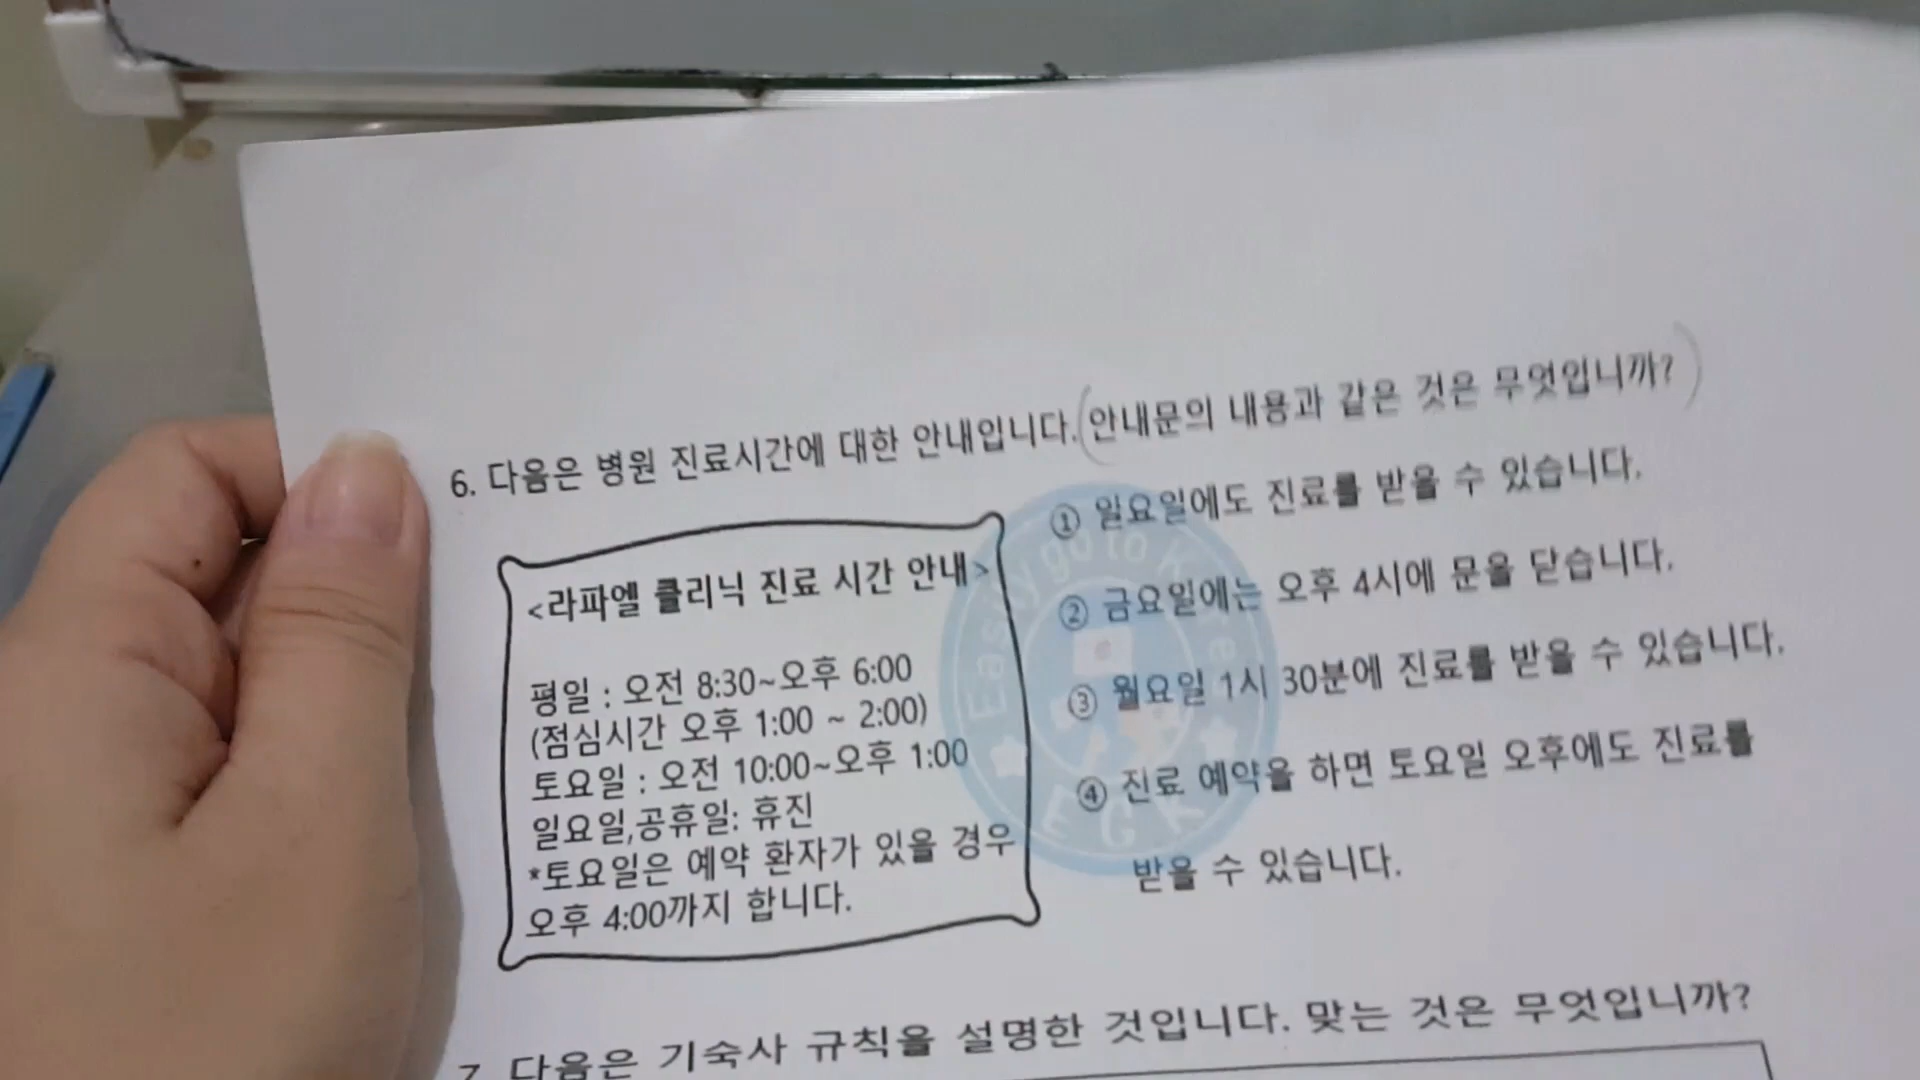 6. 다음은 병원 진료시간에 대한 안내입니다. 안내문의 내용과 같은 것은 무엇입니까?
<라파엘 클리닉 진료 시간 안내>
평일 : 오전 8:30~오후 6:00
(점심시간 오후 1:00 ~ 2:00)
토요일 : 오전 10:00~오후 1:00
일요일,공휴일: 휴진
*토요일은 예약 환자가 있을 경우
오후 4:00까지 합니다.
① 일요일에도 진료를 받을 수 있습니다.
② 금요일에는 오후 4시에 문을 닫습니다.
③ 월요일 1시 30분에 진료를 받을 수 있습니다.
④ 진료 예약을 하면 토요일 오후에도 진료를
받을 수 있습니다.
Easy go to Korea
EGK
7. 다음은 기숙사 규칙을 설명한 것입니다. 맞는 것은 무엇입니까?